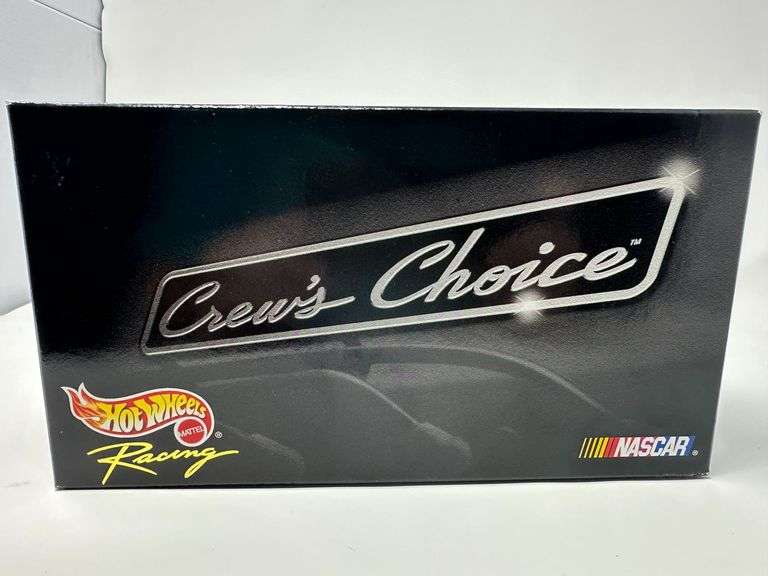 Crew's Choice™
Hot Wheels®
MATTEL
Racing
NASCAR®